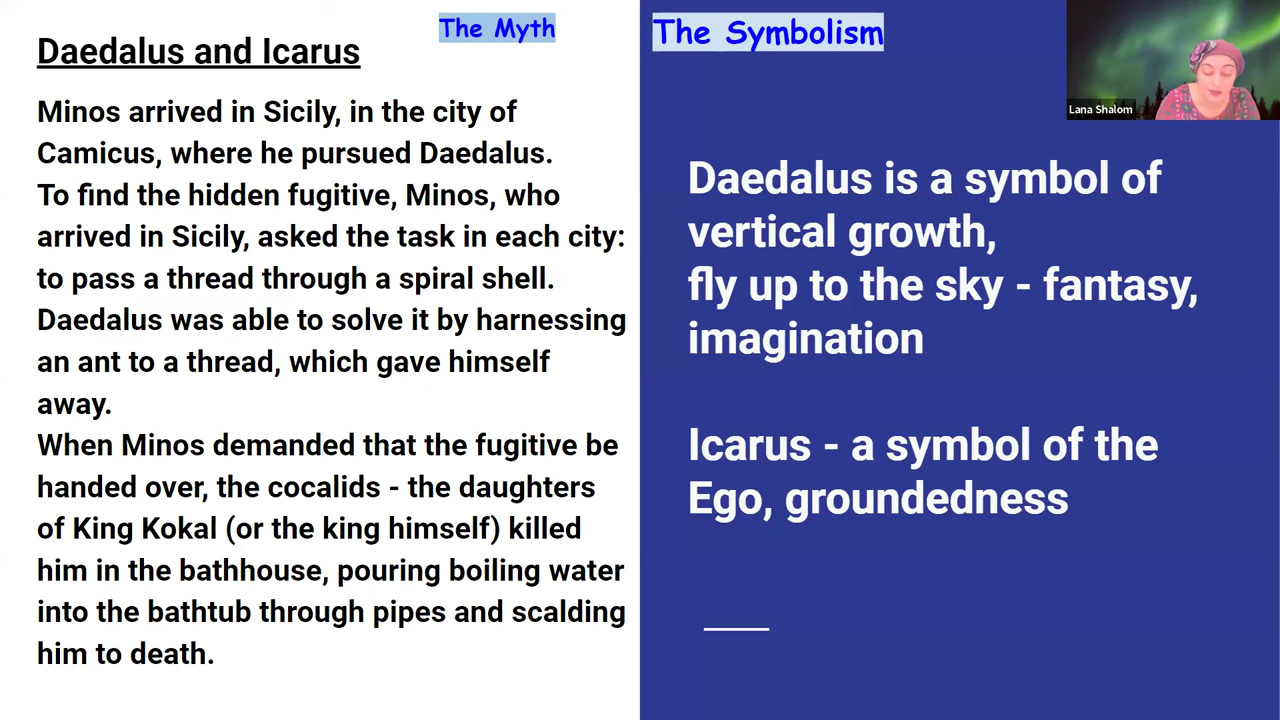 The Myth
Daedalus and Icarus
Minos arrived in Sicily, in the city of
Camicus, where he pursued Daedalus.
To find the hidden fugitive, Minos, who
arrived in Sicily, asked the task in each city:
to pass a thread through a spiral shell.
Daedalus was able to solve it by harnessing
an ant to a thread, which gave himself
away.
When Minos demanded that the fugitive be
handed over, the cocalids - the daughters
of King Kokal (or the king himself) killed
him in the bathhouse, pouring boiling water
into the bathtub through pipes and scalding
him to death.
The Symbolism
Daedalus is a symbol of
vertical growth,
fly up to the sky - fantasy,
imagination
Icarus - a symbol of the
Ego, groundedness
Lana Shalom